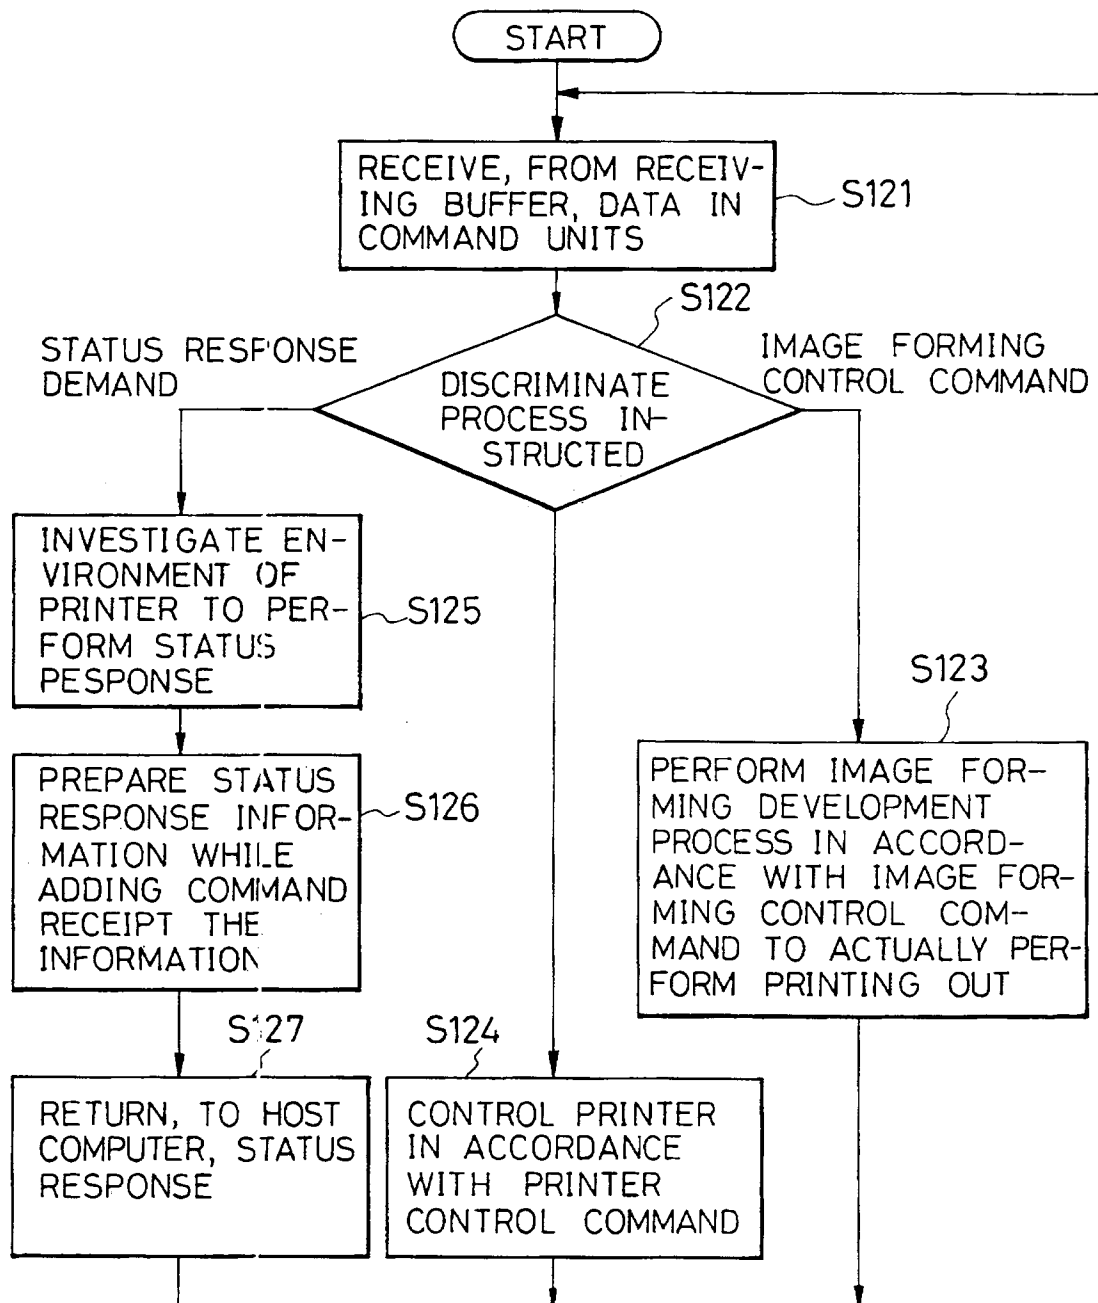 START
RECEIVE, FROM RECEIV-
ING BUFFER, DATA IN
COMMAND UNITS
S121
S122
STATUS RESPONSE
DEMAND
IMAGE FORMING
CONTROL COMMAND
DISCRIMINATE
PROCESS IN-
STRUCTED
INVESTIGATE EN-
VIRONMENT OF
PRINTER TO PER-
FORM STATUS
PESPONSE
S125
S123
PREPARE STATUS
RESPONSE INFOR-
MATION WHILE
ADDING COMMAND
RECEIPT THE
INFORMATION
S126
PERFORM IMAGE FOR-
MING DEVELOPMENT
PROCESS IN ACCORD-
ANCE WITH IMAGE FOR-
MING CONTROL COM-
MAND TO ACTUALLY PER-
FORM PRINTING OUT
S127
RETURN, TO HOST
COMPUTER, STATUS
RESPONSE
S124
CONTROL PRINTER
IN ACCORDANCE
WITH PRINTER
CONTROL COMMAND